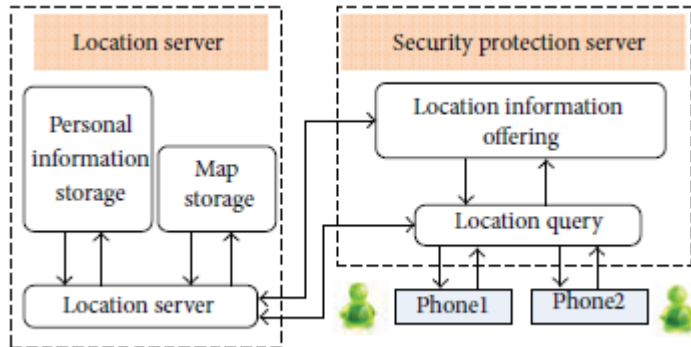 Location server
Security protection server
Personal
information
storage
Map
storage
Location server
Location information
offering
Location query
Phone1
Phone2